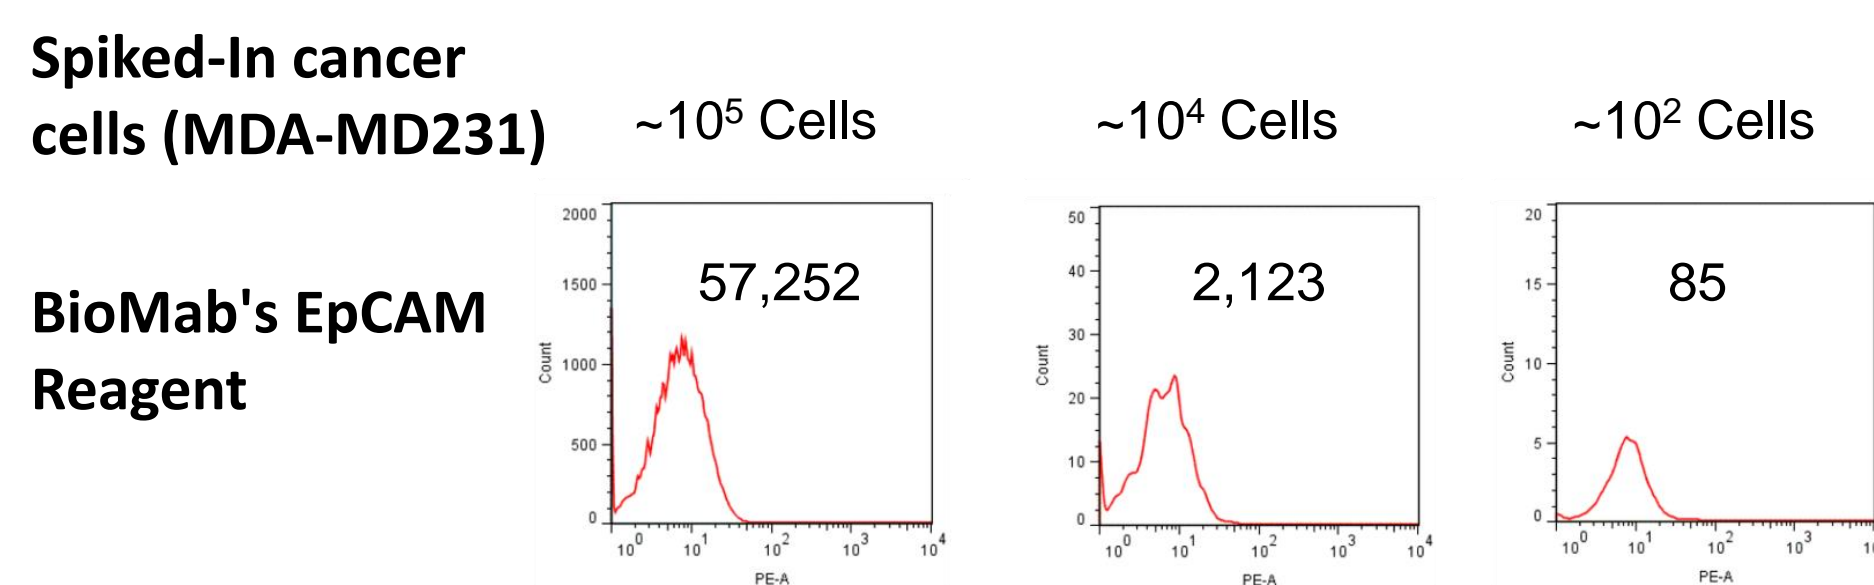 Spiked-In cancer
cells (MDA-MD231)
~10⁵ Cells
~10⁴ Cells
~10² Cells
BioMab's EpCAM
Reagent
57,252
2000
1500
1000
500
0
Count
10⁰ 10¹ 10² 10³ 10⁴
PE-A
2,123
50
40
30
20
10
0
Count
10⁰ 10¹ 10² 10³ 10⁴
PE-A
85
20
15
10
5
0
Count
10⁰ 10¹ 10² 10³
PE-A